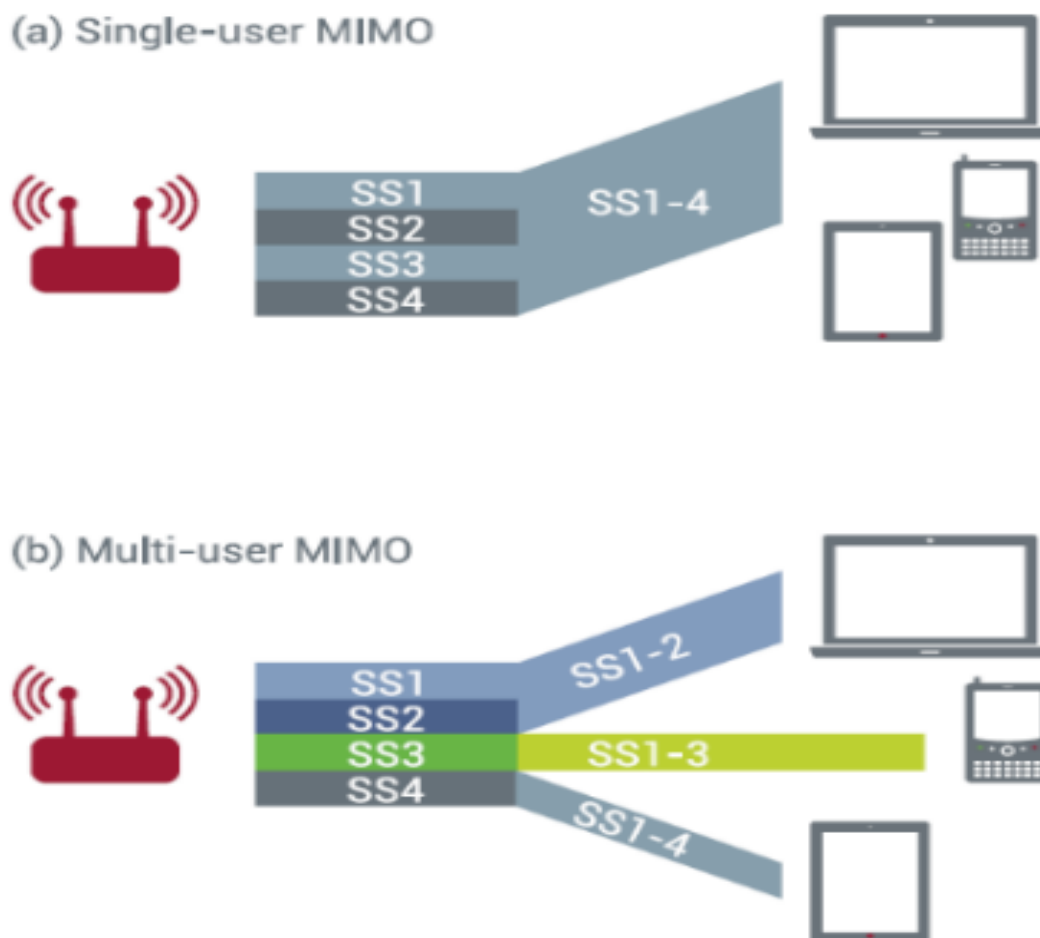 (a) Single-user MIMO
SS1
SS2
SS3
SS4
SS1-4
(b) Multi-user MIMO
SS1
SS2
SS3
SS4
SS1-2
SS1-3
SS1-4